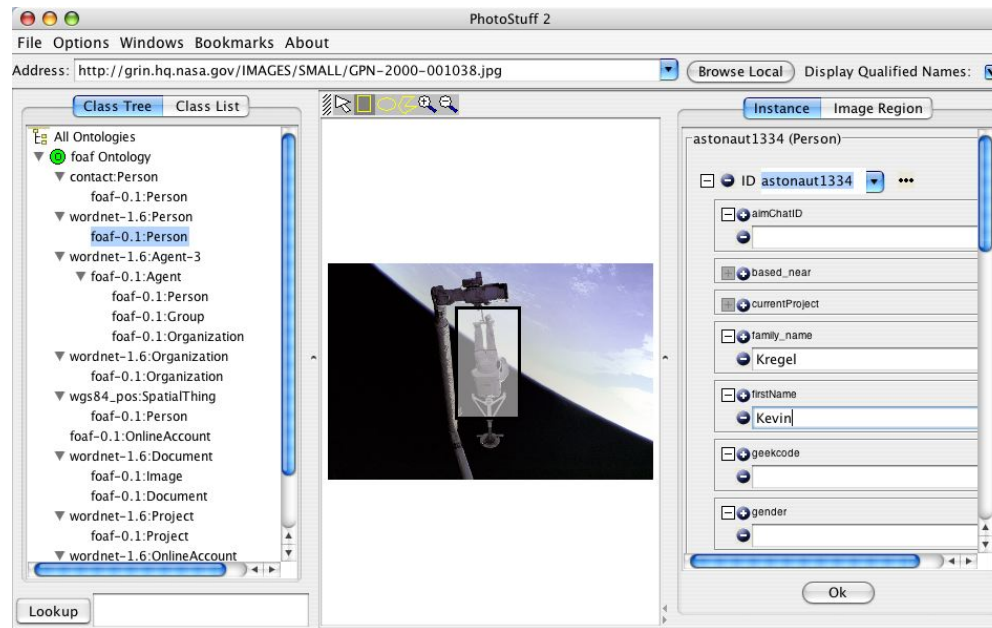 PhotoStuff 2
File Options Windows Bookmarks About
Address: http://grin.hq.nasa.gov/IMAGES/SMALL/GPN-2000-001038.jpg Browse Local Display Qualified Names:
Class Tree Class List
All Ontologies
foaf Ontology
contact:Person
foaf-0.1:Person
wordnet-1.6:Person
foaf-0.1:Person
wordnet-1.6:Agent-3
foaf-0.1:Agent
foaf-0.1:Person
foaf-0.1:Group
foaf-0.1:Organization
wordnet-1.6:Organization
foaf-0.1:Organization
wgs84_pos:SpatialThing
foaf-0.1:Person
foaf-0.1:OnlineAccount
wordnet-1.6:Document
foaf-0.1:Image
foaf-0.1:Document
wordnet-1.6:Project
foaf-0.1:Project
wordnet-1.6:OnlineAccount
Lookup
Instance Image Region
astonaut1334 (Person)
ID astonaut1334 •••
aimChatID
based_near
currentProject
family_name
Kregel
firstName
Kevin
geekcode
gender
Ok